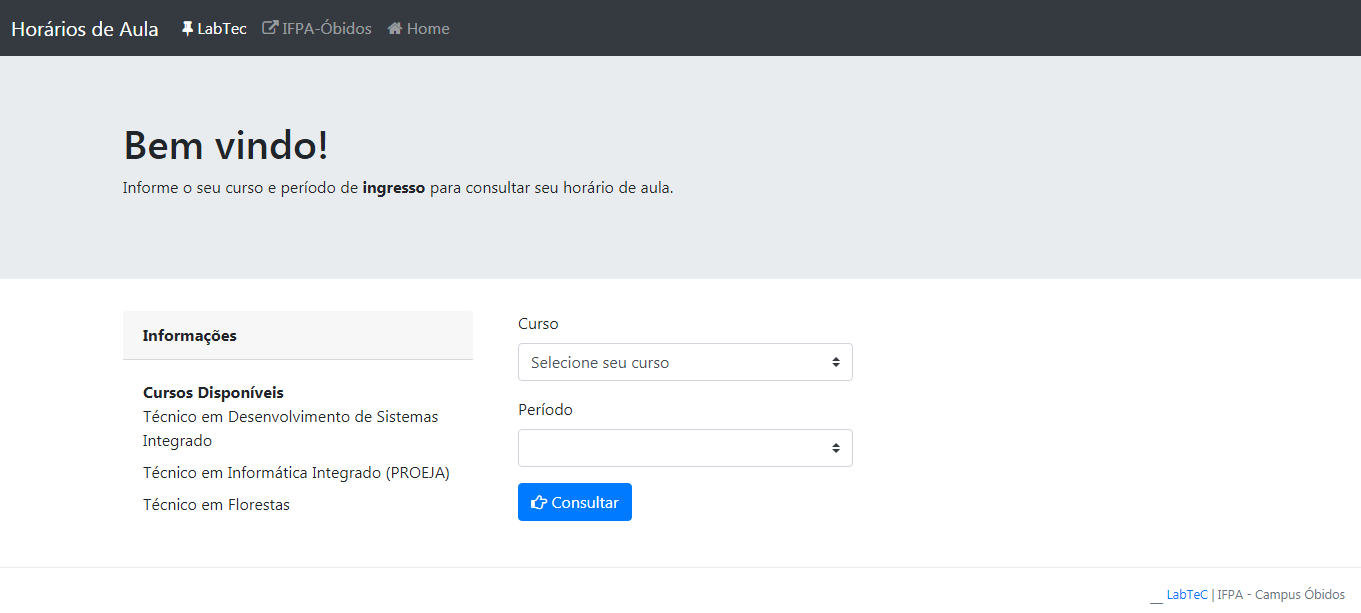 Horários de Aula LabTec IFPA-Óbidos Home
Bem vindo!
Informe o seu curso e período de ingresso para consultar seu horário de aula.
Informações
Cursos Disponíveis
Técnico em Desenvolvimento de Sistemas
Integrado
Técnico em Informática Integrado (PROEJA)
Técnico em Florestas
Curso
Selecione seu curso
Período
Consultar
LabTeC | IFPA - Campus Óbidos